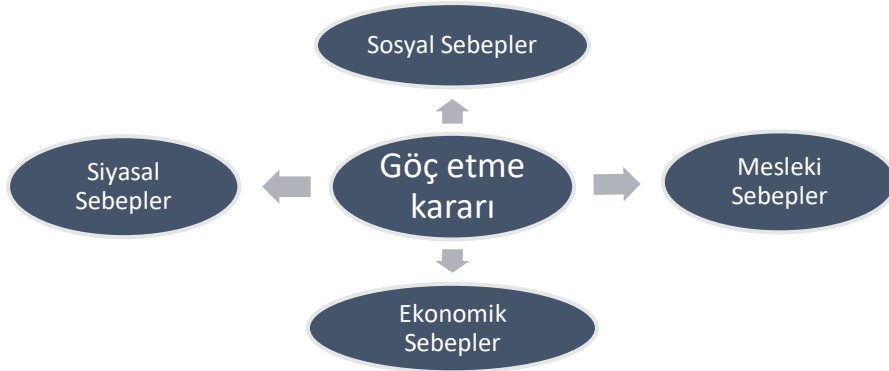 Sosyal Sebepler
Siyasal
Sebepler
Göç etme
kararı
Mesleki
Sebepler
Ekonomik
Sebepler